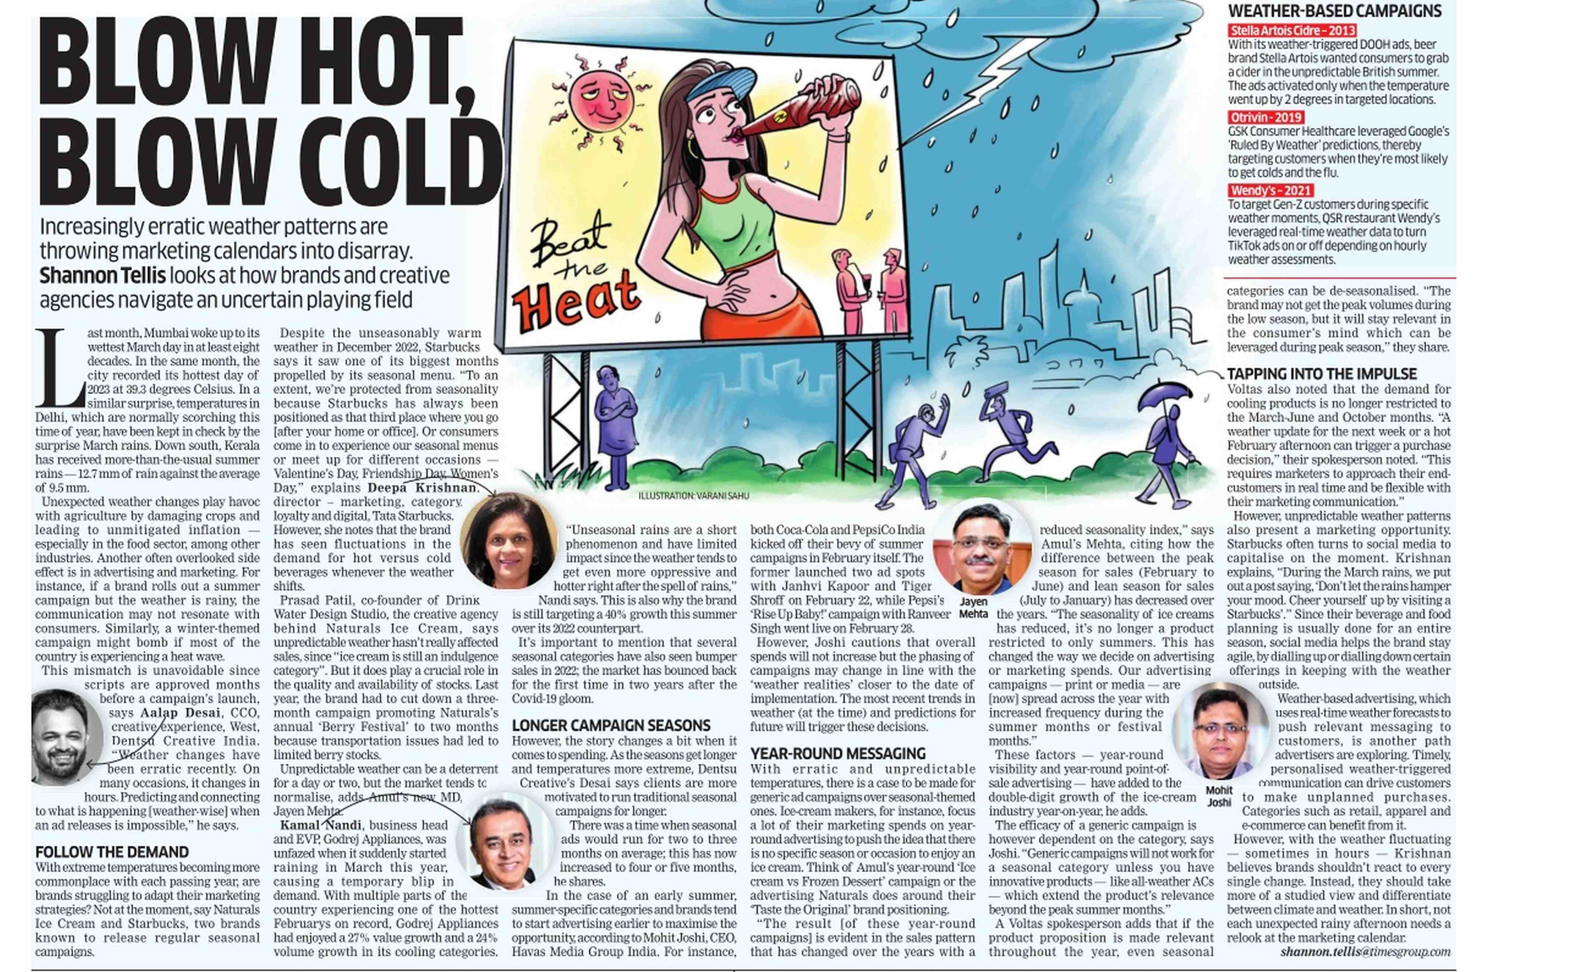 BLOW HOT,
BLOW COLD
Increasingly erratic weather patterns are
throwing marketing calendars into disarray.
Shannon Tellis looks at how brands and creative
agencies navigate an uncertain playing field
Beat
the
Heat
ILLUSTRATION: VARANI SAHU
Last month, Mumbai woke up to its
wettest March day in at least eight
decades. In the same month, the
city recorded its hottest day of
2023 at 39.3 degrees Celsius. In a
similar surprise, temperatures in
Delhi, which are normally scorching this
time of year, have been kept in check by the
surprise March rains. Down south, Kerala
has received more-than-the-usual summer
rains — 12.7 mm of rain against the average
of 9.5 mm.
Unexpected weather changes play havoc
with agriculture by damaging crops and
leading to unmitigated inflation —
especially in the food sector, among other
industries. Another often overlooked side
effect is in advertising and marketing. For
instance, if a brand rolls out a summer
campaign but the weather is rainy, the
communication may not resonate with
consumers. Similarly, a winter-themed
campaign might bomb if most of the
country is experiencing a heat wave.
This mismatch is unavoidable since
scripts are approved months
before a campaign's launch,
says Aalap Desai, CCO,
creative experience, West,
Dentsu Creative India.
"Weather changes have
been erratic recently. On
many occasions, it changes in
hours. Predicting and connecting
to what is happening [weather-wise] when
an ad releases is impossible," he says.
FOLLOW THE DEMAND
With extreme temperatures becoming more
commonplace with each passing year, are
brands struggling to adapt their marketing
strategies? Not at the moment, say Naturals
Ice Cream and Starbucks, two brands
known to release regular seasonal
campaigns.
Despite the unseasonably warm
weather in December 2022, Starbucks
says it saw one of its biggest months
propelled by its seasonal menu. "To an
extent, we're protected from seasonality
because Starbucks has always been
positioned as that third place where you go
[after your home or office]. Or consumers
come in to experience our seasonal menus
or meet up for different occasions —
Valentine's Day, Friendship Day, Women's
Day," explains Deepa Krishnan,
director – marketing, category,
loyalty and digital, Tata Starbucks.
However, she notes that the brand
has seen fluctuations in the
demand for hot versus cold
beverages whenever the weather
shifts.
Prasad Patil, co-founder of Drink
Water Design Studio, the creative agency
behind Naturals Ice Cream, says
unpredictable weather hasn't really affected
sales, since "ice cream is still an indulgence
category". But it does play a crucial role in
the quality and availability of stocks. Last
year, the brand had to cut down a three-
month campaign promoting Naturals's
annual 'Berry Festival' to two months
because transportation issues had led to
limited berry stocks.
Unpredictable weather can be a deterrent
for a day or two, but the market tends to
normalise, adds Amul's new MD,
Jayen Mehta.
Kamal Nandi, business head
and EVP, Godrej Appliances, was
unfazed when it suddenly started
raining in March this year,
causing a temporary blip in
demand. With multiple parts of the
country experiencing one of the hottest
Februarys on record, Godrej Appliances
had enjoyed a 27% value growth and a 24%
volume growth in its cooling categories.
"Unseasonal rains are a short
phenomenon and have limited
impact since the weather tends to
get even more oppressive and
hotter right after the spell of rains,"
Nandi says. This is also why the brand
is still targeting a 40% growth this summer
over its 2022 counterpart.
It's important to mention that several
seasonal categories have also seen bumper
sales in 2022; the market has bounced back
for the first time in two years after the
Covid-19 gloom.
LONGER CAMPAIGN SEASONS
However, the story changes a bit when it
comes to spending. As the seasons get longer
and temperatures more extreme, Dentsu
Creative's Desai says clients are more
motivated to run traditional seasonal
campaigns for longer.
There was a time when seasonal
ads would run for two to three
months on average; this has now
increased to four or five months,
he shares.
In the case of an early summer,
summer-specific categories and brands tend
to start advertising earlier to maximise the
opportunity, according to Mohit Joshi, CEO,
Havas Media Group India. For instance,
both Coca-Cola and PepsiCo India
kicked off their bevy of summer
campaigns in February itself. The
former launched two ad spots
with Janhvi Kapoor and Tiger
Shroff on February 22, while Pepsi's
'Rise Up Baby!' campaign with Ranveer
Singh went live on February 28.
However, Joshi cautions that overall
spends will not increase but the phasing of
campaigns may change in line with the
'weather realities' closer to the date of
implementation. The most recent trends in
weather (at the time) and predictions for
future will trigger these decisions.
YEAR-ROUND MESSAGING
With erratic and unpredictable
temperatures, there is a case to be made for
generic ad campaigns over seasonal-themed
ones. Ice-cream makers, for instance, focus
a lot of their marketing spends on year-
round advertising to push the idea that there
is no specific season or occasion to enjoy an
ice cream. Think of Amul's year-round 'Ice
cream vs Frozen Dessert' campaign or the
advertising Naturals does around their
'Taste the Original' brand positioning.
"The result [of these year-round
campaigns] is evident in the sales pattern
that has changed over the years with a
Jayen
Mehta
reduced seasonality index," says
Amul's Mehta, citing how the
difference between the peak
season for sales (February to
June) and lean season for sales
(July to January) has decreased over
the years. "The seasonality of ice creams
has reduced, it's no longer a product
restricted to only summers. This has
changed the way we decide on advertising
or marketing spends. Our advertising
campaigns — print or media — are
[now] spread across the year with
increased frequency during the
summer months or festival
months."
These factors — year-round
visibility and year-round point-of-
sale advertising — have added to the
double-digit growth of the ice-cream
industry year-on-year, he adds.
The efficacy of a generic campaign is
however dependent on the category, says
Joshi. "Generic campaigns will not work for
a seasonal category unless you have
innovative products — like all-weather ACs
— which extend the product's relevance
beyond the peak summer months."
A Voltas spokesperson adds that if the
product proposition is made relevant
throughout the year, even seasonal
Mohit
Joshi
WEATHER-BASED CAMPAIGNS
Stella Artois Cidre – 2013
With its weather-triggered DOOH ads, beer
brand Stella Artois wanted consumers to grab
a cider in the unpredictable British summer.
The ads activated only when the temperature
went up by 2 degrees in targeted locations.
Otrivin - 2019
GSK Consumer Healthcare leveraged Google's
'Ruled By Weather' predictions, thereby
targeting customers when they're most likely
to get colds and the flu.
Wendy's – 2021
To target Gen-Z customers during specific
weather moments, QSR restaurant Wendy's
leveraged real-time weather data to turn
TikTok ads on or off depending on hourly
weather assessments.
categories can be de-seasonalised. "The
brand may not get the peak volumes during
the low season, but it will stay relevant in
the consumer's mind which can be
leveraged during peak season," they share.
TAPPING INTO THE IMPULSE
Voltas also noted that the demand for
cooling products is no longer restricted to
the March-June and October months. "A
weather update for the next week or a hot
February afternoon can trigger a purchase
decision," their spokesperson noted. "This
requires marketers to approach their end-
customers in real time and be flexible with
their marketing communication."
However, unpredictable weather patterns
also present a marketing opportunity.
Starbucks often turns to social media to
capitalise on the moment. Krishnan
explains, "During the March rains, we put
out a post saying, 'Don't let the rains hamper
your mood. Cheer yourself up by visiting a
Starbucks'." Since their beverage and food
planning is usually done for an entire
season, social media helps the brand stay
agile, by dialling up or dialling down certain
offerings in keeping with the weather
outside.
Weather-based advertising, which
uses real-time weather forecasts to
push relevant messaging to
customers, is another path
advertisers are exploring. Timely,
personalised weather-triggered
communication can drive customers
to make unplanned purchases.
Categories such as retail, apparel and
e-commerce can benefit from it.
However, with the weather fluctuating
— sometimes in hours — Krishnan
believes brands shouldn't react to every
single change. Instead, they should take
more of a studied view and differentiate
between climate and weather. In short, not
each unexpected rainy afternoon needs a
relook at the marketing calendar.
shannon.tellis@timesgroup.com